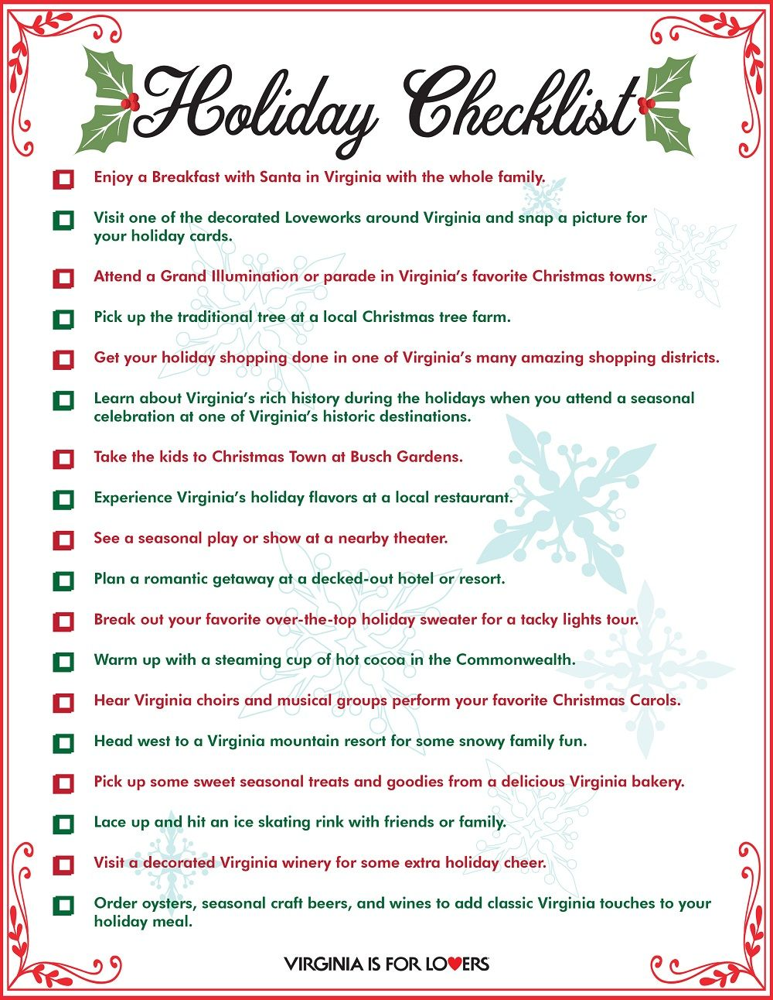 Holiday Checklist
Enjoy a Breakfast with Santa in Virginia with the whole family.
Visit one of the decorated Loveworks around Virginia and snap a picture for
your holiday cards.
Attend a Grand Illumination or parade in Virginia's favorite Christmas towns.
Pick up the traditional tree at a local Christmas tree farm.
Get your holiday shopping done in one of Virginia's many amazing shopping districts.
Learn about Virginia's rich history during the holidays when you attend a seasonal
celebration at one of Virginia's historic destinations.
Take the kids to Christmas Town at Busch Gardens.
Experience Virginia's holiday flavors at a local restaurant.
See a seasonal play or show at a nearby theater.
Plan a romantic getaway at a decked-out hotel or resort.
Break out your favorite over-the-top holiday sweater for a tacky lights tour.
Warm up with a steaming cup of hot cocoa in the Commonwealth.
Hear Virginia choirs and musical groups perform your favorite Christmas Carols.
Head west to a Virginia mountain resort for some snowy family fun.
Pick up some sweet seasonal treats and goodies from a delicious Virginia bakery.
Lace up and hit an ice skating rink with friends or family.
Visit a decorated Virginia winery for some extra holiday cheer.
Order oysters, seasonal craft beers, and wines to add classic Virginia touches to your
holiday meal.
VIRGINIA IS FOR LO♥ERS